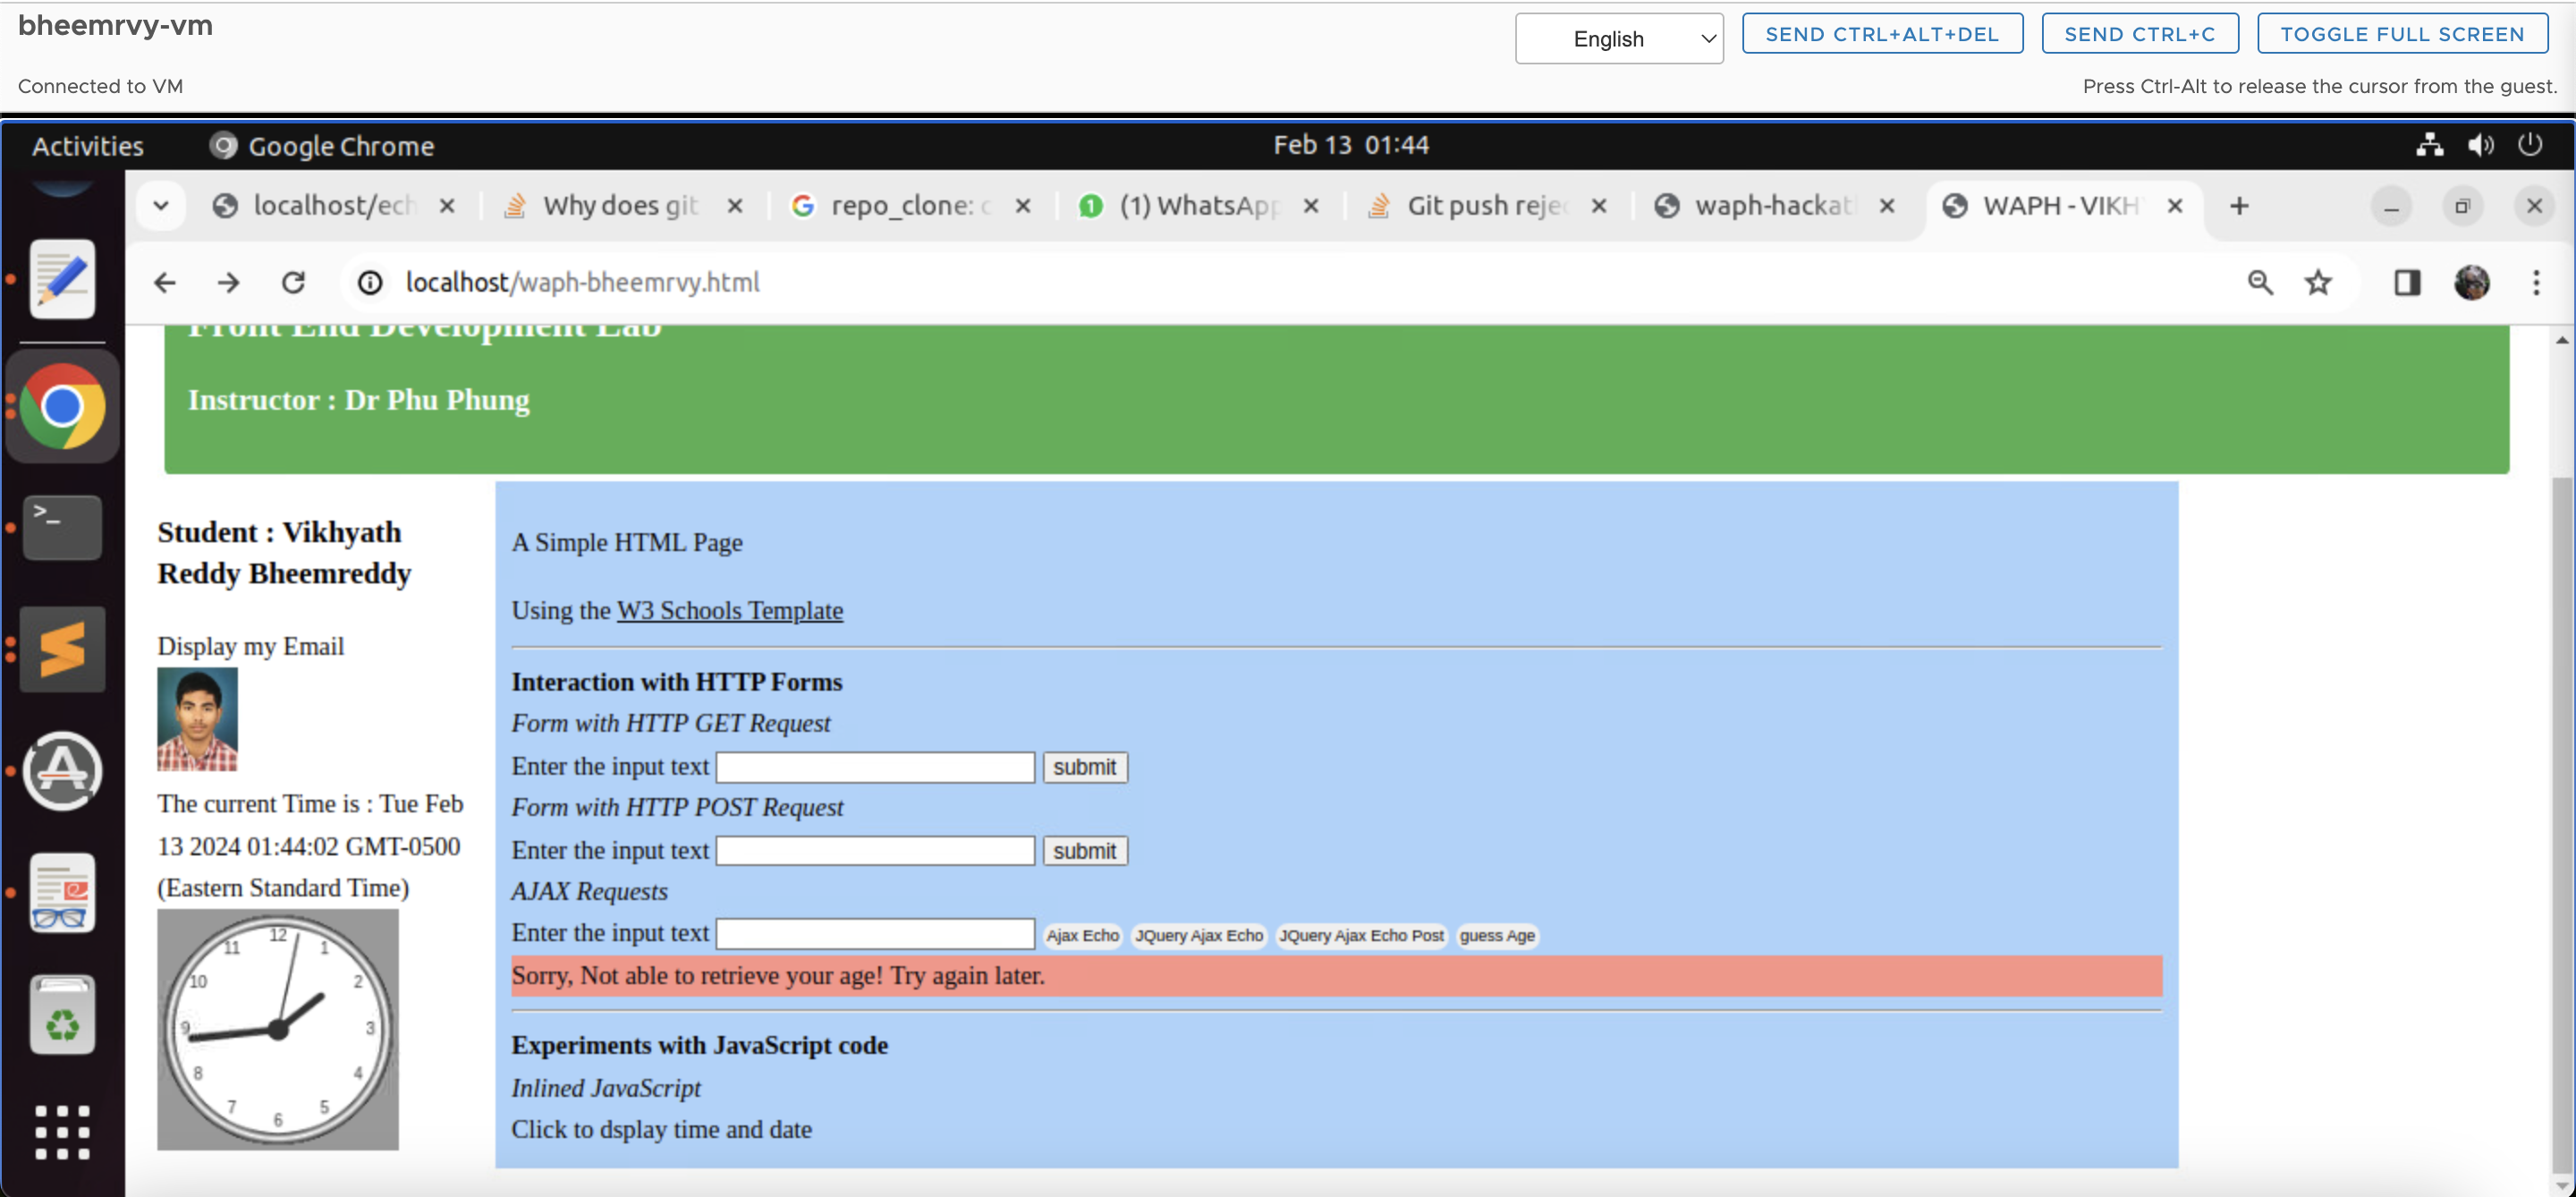 bheemrvy-vm
English
SEND CTRL+ALT+DEL
SEND CTRL+C
TOGGLE FULL SCREEN
Connected to VM
Press Ctrl-Alt to release the cursor from the guest.
Activities
Google Chrome
Feb 13 01:44
localhost/ech
Why does git
repo_clone: c
1
(1) WhatsApp
Git push reje
waph-hackat
WAPH - VIKH
localhost/waph-bheemrvy.html
Front End Development Lab
Instructor : Dr Phu Phung
Student : Vikhyath
Reddy Bheemreddy
Display my Email
The current Time is : Tue Feb
13 2024 01:44:02 GMT-0500
(Eastern Standard Time)
12
1
2
3
4
5
6
7
8
9
10
11
A Simple HTML Page
Using the W3 Schools Template
Interaction with HTTP Forms
Form with HTTP GET Request
Enter the input text submit
Form with HTTP POST Request
Enter the input text submit
AJAX Requests
Enter the input text Ajax Echo JQuery Ajax Echo JQuery Ajax Echo Post guess Age
Sorry, Not able to retrieve your age! Try again later.
Experiments with JavaScript code
Inlined JavaScript
Click to dsplay time and date